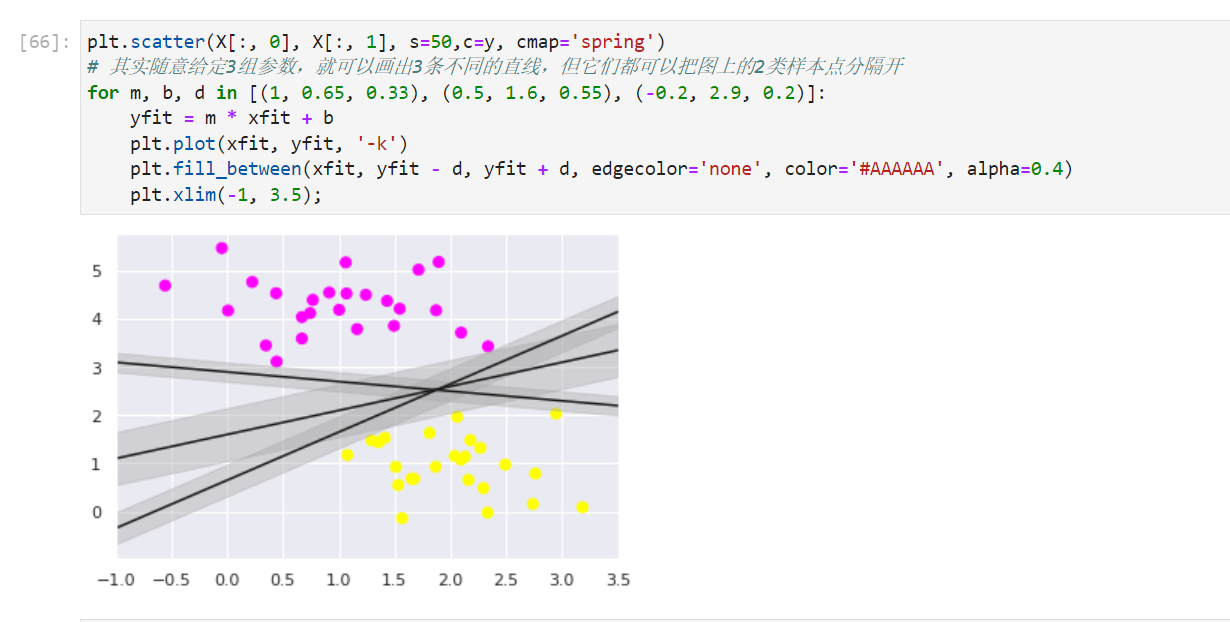 [66]: plt.scatter(X[:, 0], X[:, 1], s=50,c=y, cmap='spring')
# 其实随意给定3组参数，就可以画出3条不同的直线，但它们都可以把图上的2类样本点分隔开
for m, b, d in [(1, 0.65, 0.33), (0.5, 1.6, 0.55), (-0.2, 2.9, 0.2)]:
    yfit = m * xfit + b
    plt.plot(xfit, yfit, '-k')
    plt.fill_between(xfit, yfit - d, yfit + d, edgecolor='none', color='#AAAAAA', alpha=0.4)
    plt.xlim(-1, 3.5);
5
4
3
2
1
0
−1.0 −0.5 0.0 0.5 1.0 1.5 2.0 2.5 3.0 3.5